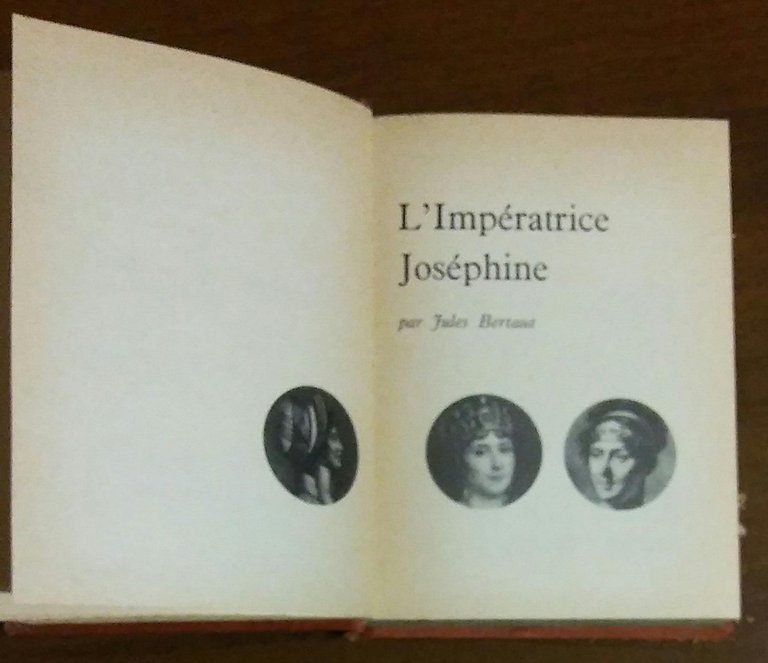 L'Impératrice
Joséphine
par Jules Bertaut